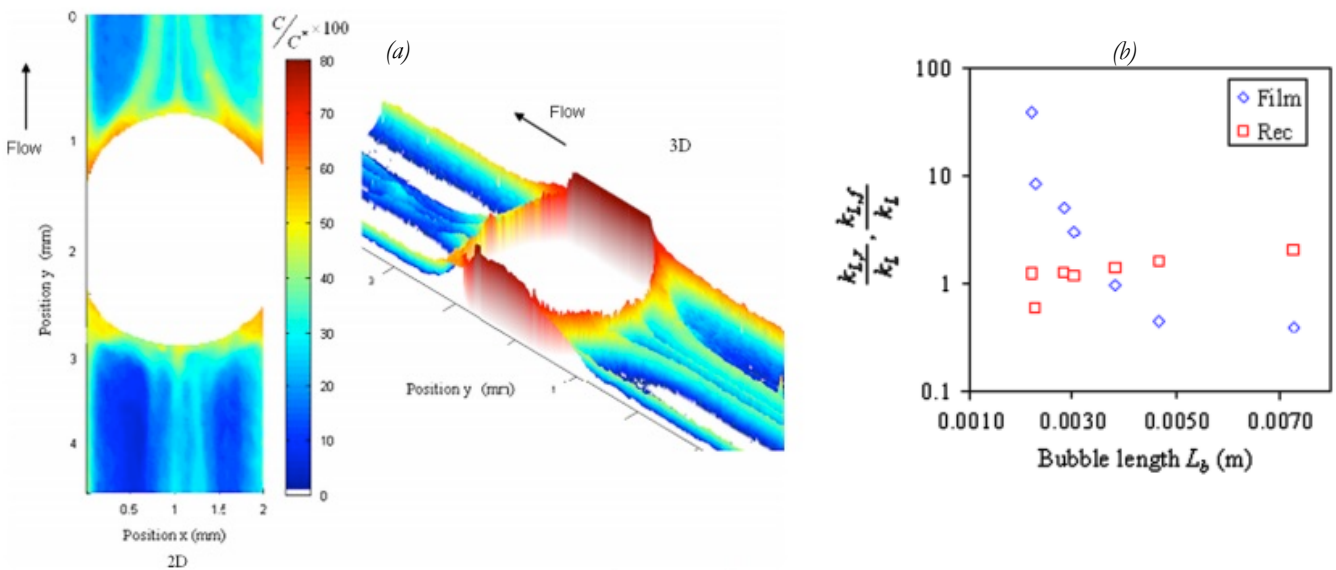 0
1
2
3
4
Position y (mm)
Flow
0.5 1 1.5 2
Position x (mm)
2D
C/C* × 100
80
70
60
50
40
30
20
10
0
(a)
Flow
3D
3
Position y (mm)
1
(b)
100
10
1
0.1
Film
Rec
k_L,f
k_L
0.0010 0.0030 0.0050 0.0070
Bubble length L_b (m)